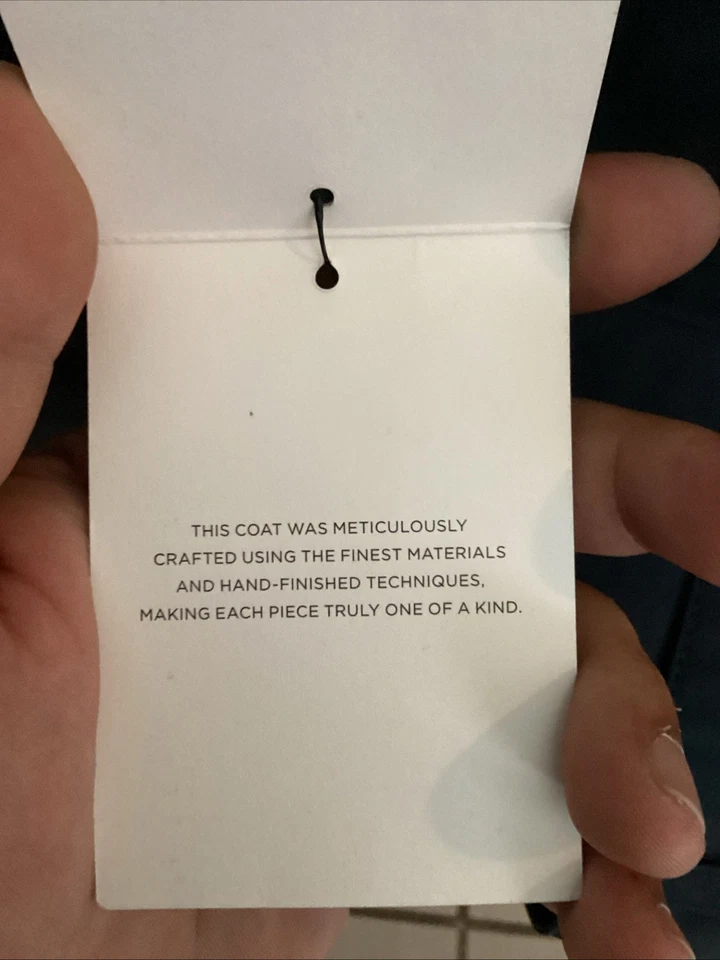 THIS COAT WAS METICULOUSLY
CRAFTED USING THE FINEST MATERIALS
AND HAND-FINISHED TECHNIQUES,
MAKING EACH PIECE TRULY ONE OF A KIND.